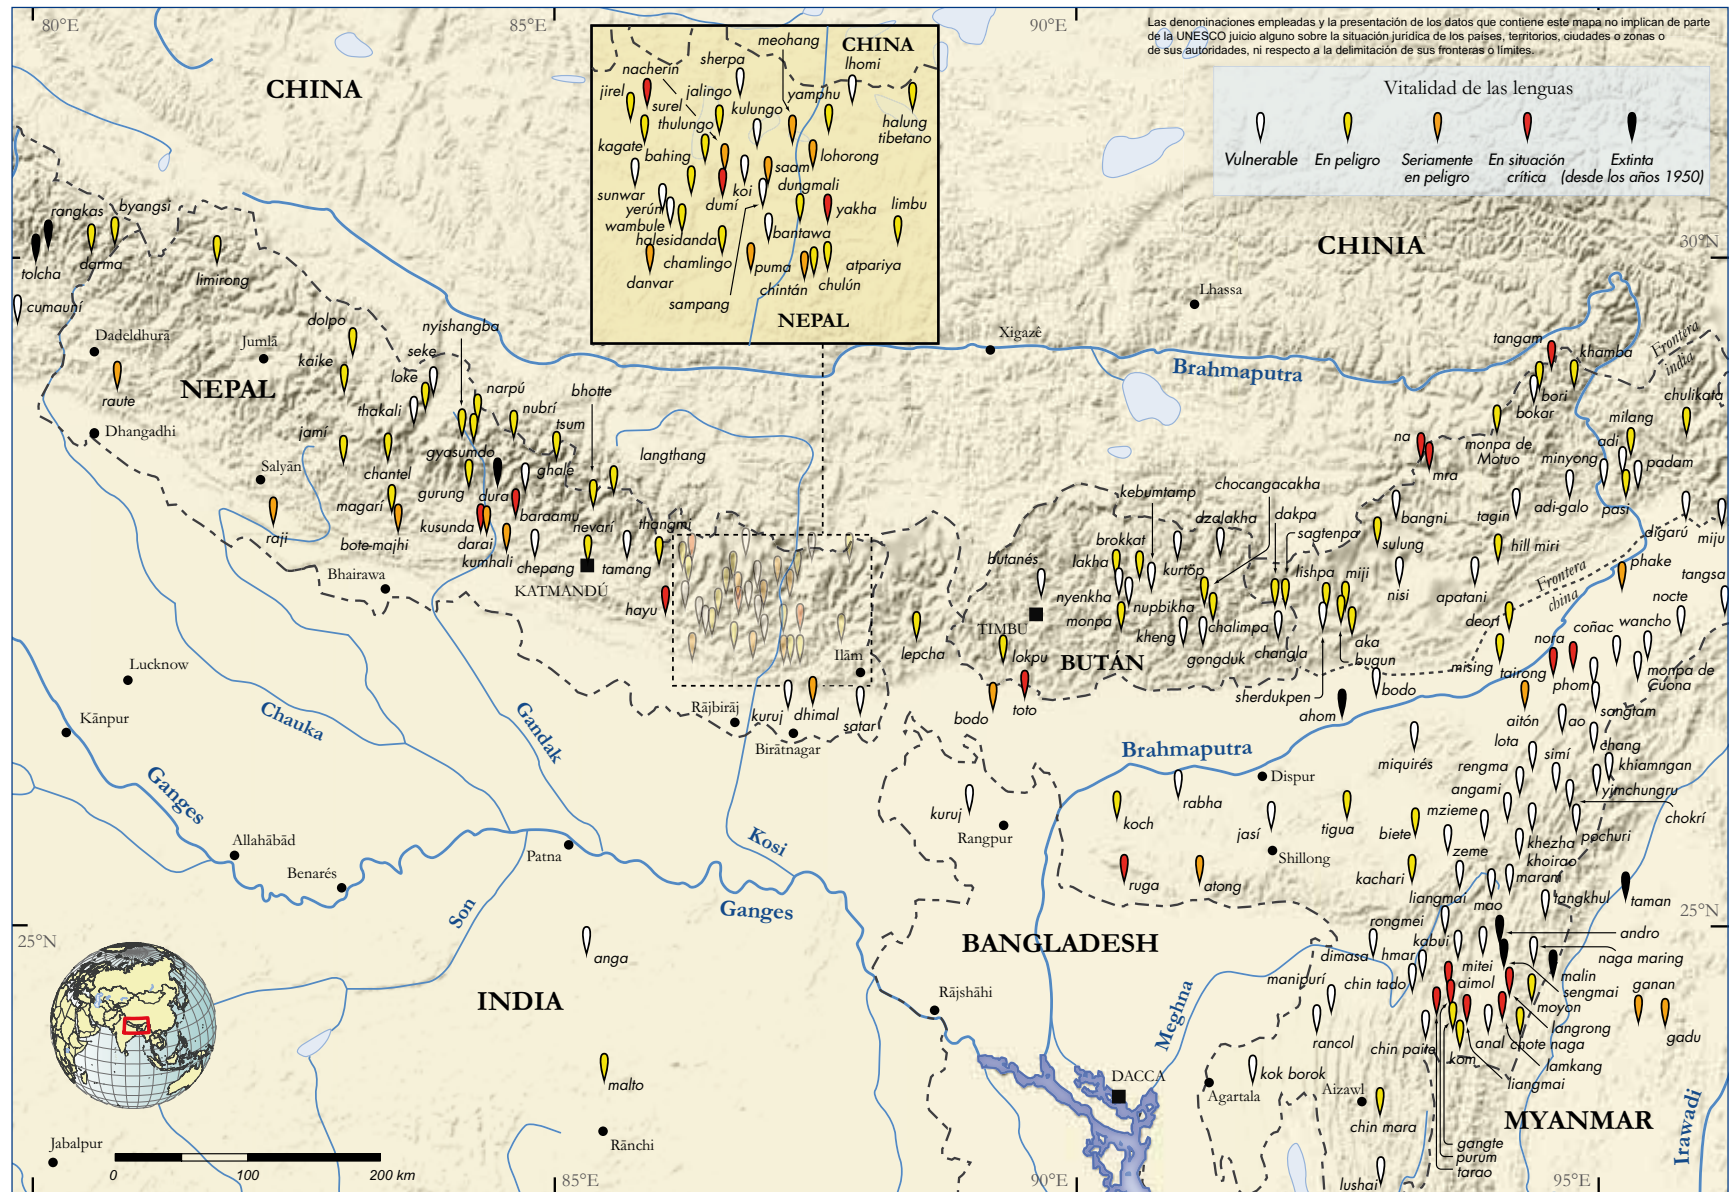 80°E
85°E
90°E
Las denominaciones empleadas y la presentación de los datos que contiene este mapa no implican de parte
de la UNESCO juicio alguno sobre la situación jurídica de los países, territorios, ciudades o zonas o
de sus autoridades, ni respecto a la delimitación de sus fronteras o límites.
Vitalidad de las lenguas
Vulnerable
En peligro
Seriamente
en peligro
En situación
crítica
Extinta
(desde los años 1950)
CHINA
CHINIA
30°N
meohang
CHINA
sherpa
lhomi
nacherin
jirel
surel
jalingo
kulungo
yamphu
halung
tibetano
thulungo
kagate
bahing
saam
lohorong
koi
dungmali
sunwar
yerún
dumí
yakha
limbu
wambule
halesidanda
bantawa
chamlingo
puma
atpariya
danvar
chintán
chulún
sampang
NEPAL
rangkas
byangsi
tolcha
darma
limirong
cumauní
Dadeldhurā
Jumlā
dolpo
nyishangba
kaike
seke
loke
NEPAL
raute
narpú
nubrí
bhotte
thakali
tsum
Dhangadhi
jamí
Salyān
chantel
gyasumdo
ghale
langthang
gurung
dura
magarí
baraamu
nevarí
thangmi
raji
bote-majhi
kusunda
darai
kumhali
chepang
tamang
Bhairawa
KATMANDÚ
hayu
Lhassa
Xigazê
Brahmaputra
tangam
khamba
Frontera
india
bori
bokar
chulikata
milang
adi
na
mra
monpa de
Motuo
minyong
padam
kebumtamp
chocangacakha
dakpa
sagtenpa
dzalakha
bangni
tagin
adi-galo
pasi
digarú
miju
brokkat
butanés
lakha
kurtöp
lishpa
miji
sulung
hill miri
phake
nyenkha
nupbikha
nisi
apatani
Frontera
china
tangsa
nocte
monpa
TIMBU
kheng
chalimpa
changla
aka
bugun
deori
coñac
wancho
nora
lepcha
lokpu
BUTÁN
gongduk
mising
tairong
phom
monpa de
Cuona
Ilām
toto
bodo
sherdukpen
ahom
bodo
aitón
sangtam
ao
Rājbirāj
kuruj
dhimal
satar
Birātnagar
Lucknow
Kānpur
Chauka
Gandak
Ganges
Brahmaputra
Dispur
miquirés
lota
simí
chang
khiamngan
rengma
yimchungru
angami
chokrí
kuruj
Rangpur
koch
rabha
jasí
tigua
biete
mzieme
pochuri
khezha
Shillong
zeme
khoirao
Allahābād
Patna
Kosi
Benarés
ruga
atong
kachari
maram
liangmai
mao
tangkhul
taman
Son
Ganges
25°N
25°N
rongmei
andro
BANGLADESH
kabui
anga
dimasa
hmar
mitei
naga maring
malin
sengmai
manipurí
chin tado
aimol
moyon
ganan
INDIA
Rājshāhi
Meghna
langrong
gadu
rancol
chin paite
kom
anal
chote naga
lamkang
liangmai
malto
DACCA
kok borok
Agartala
Aizawl
chin mara
MYANMAR
gangte
purum
tarao
Irawadi
Jabalpur
Rānchi
0
100
200 km
lushai
85°E
90°E
95°E